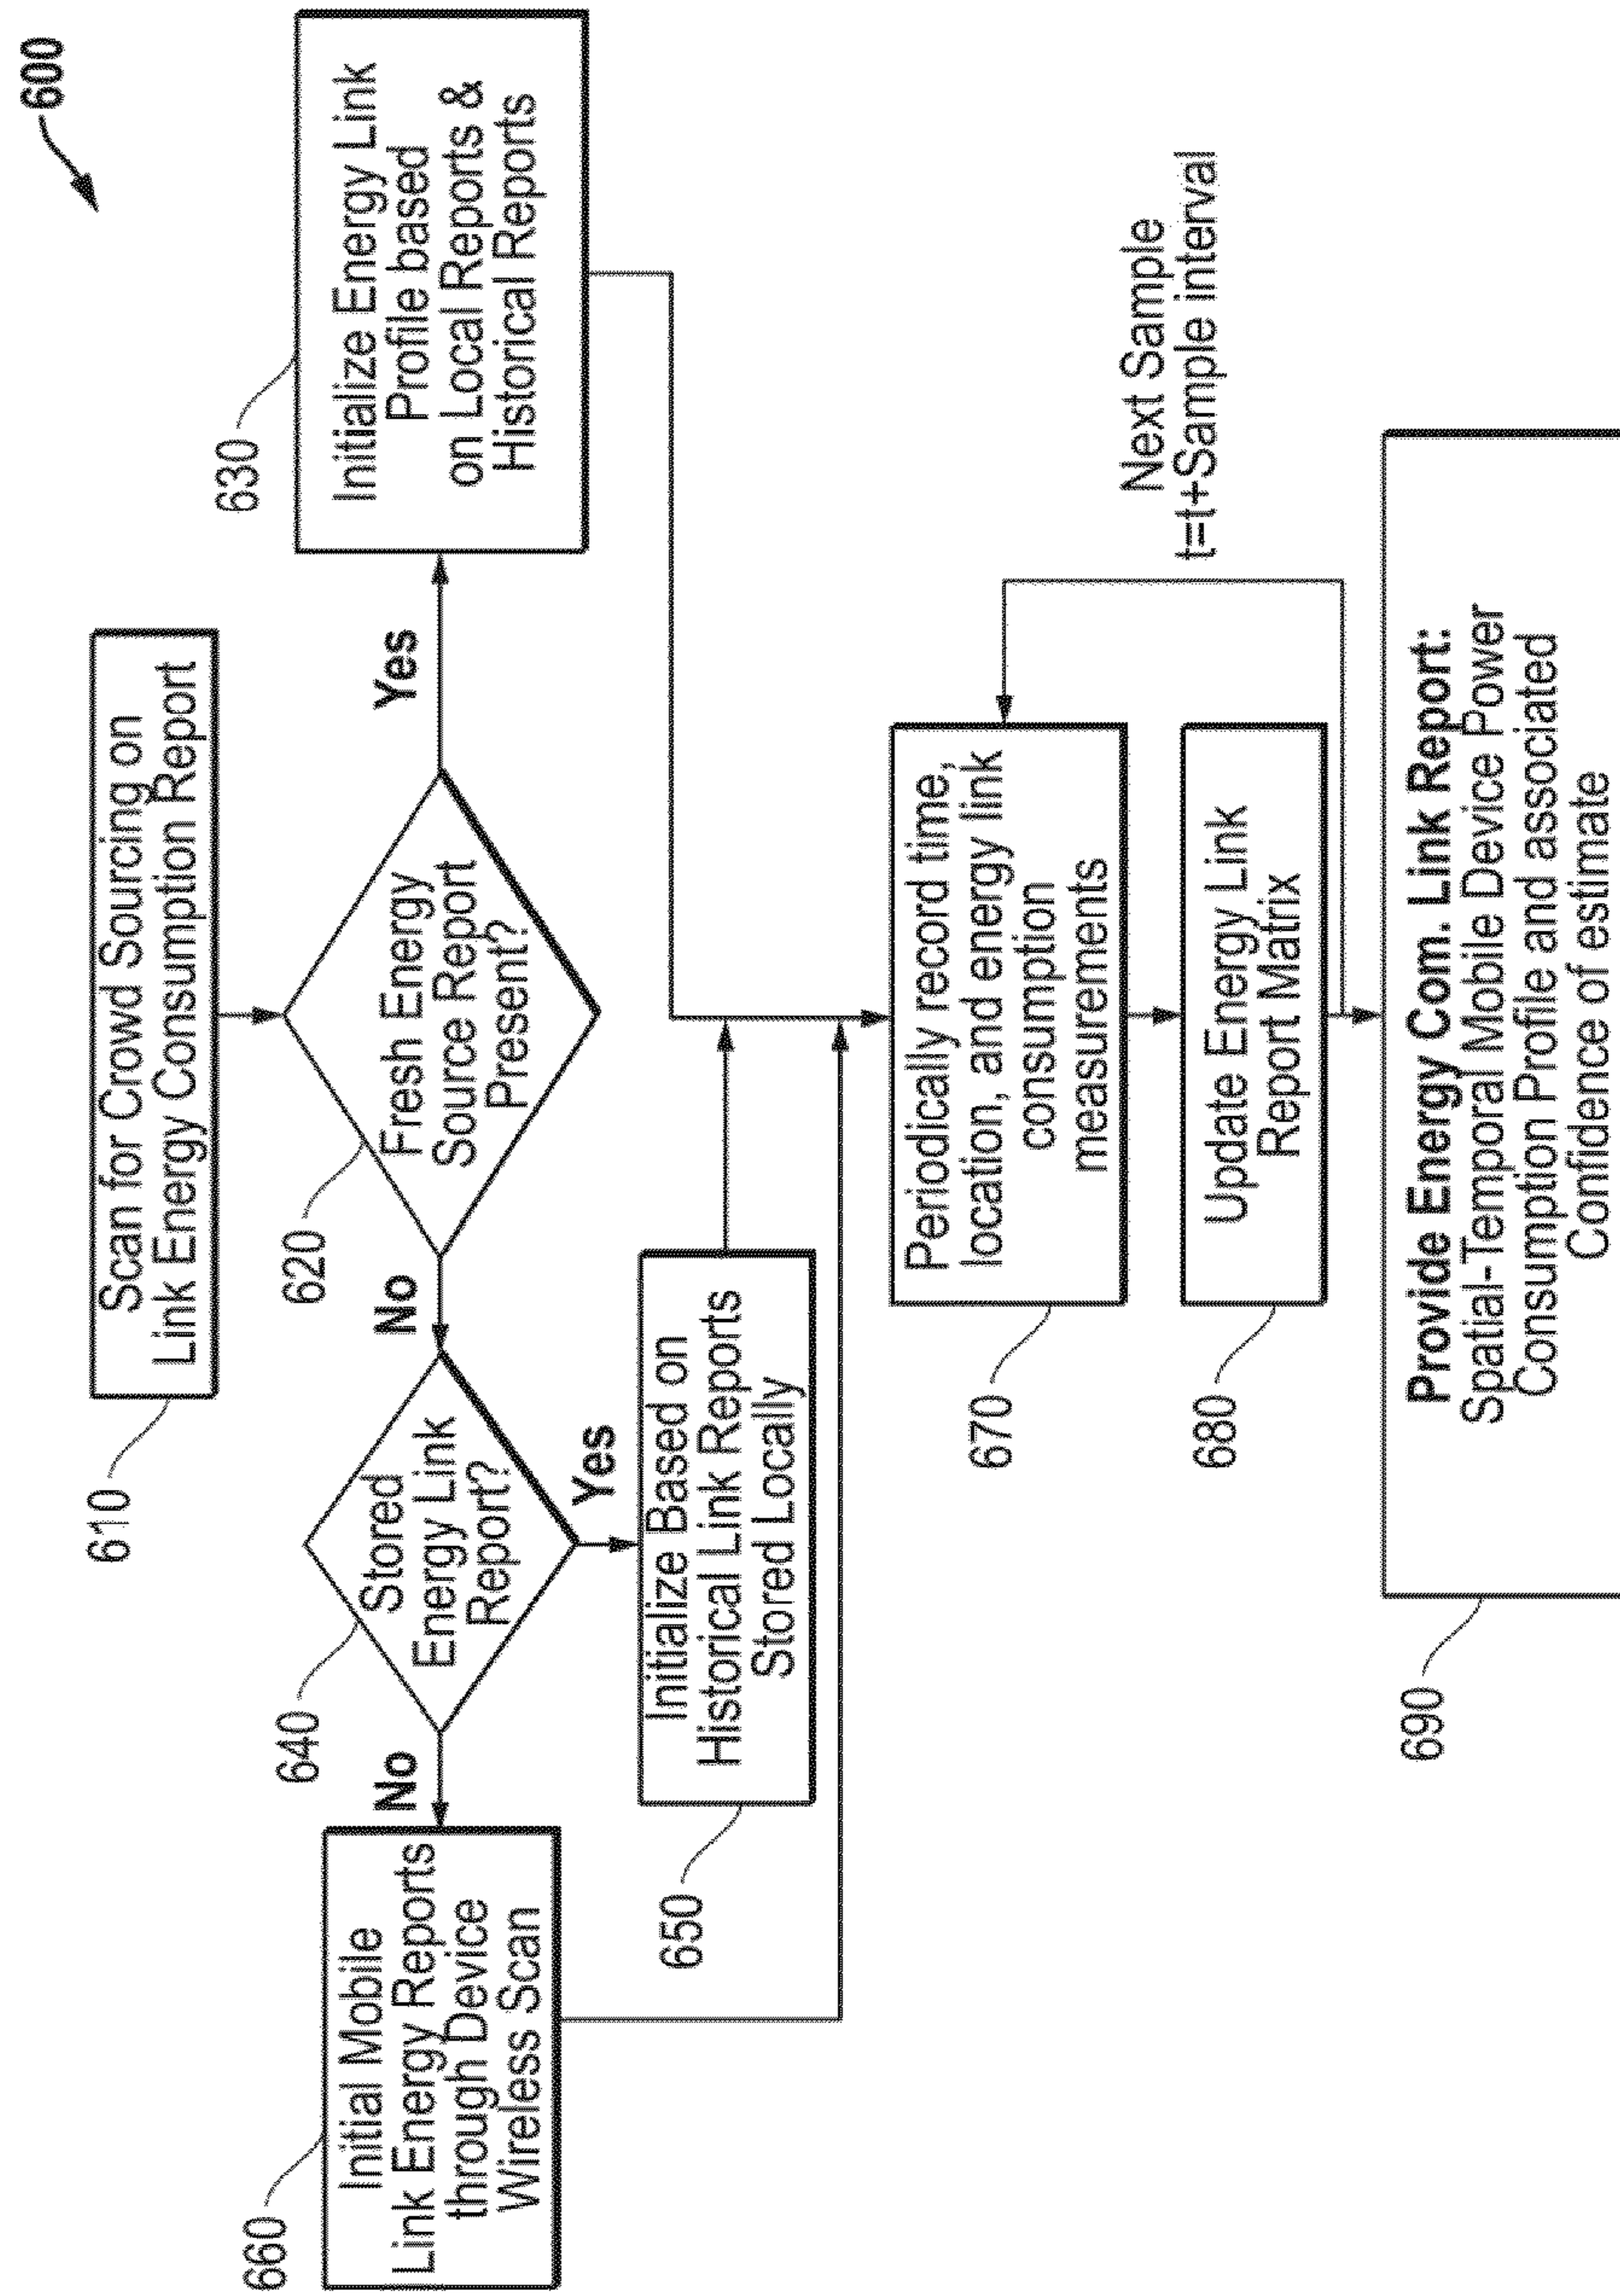 600
610
Scan for Crowd Sourcing on
Link Energy Consumption Report
620
Fresh Energy
Source Report
Present?
Yes
630
Initialize Energy Link
Profile based
on Local Reports &
Historical Reports
No
640
Stored
Energy Link
Report?
Yes
650
Initialize Based on
Historical Link Reports
Stored Locally
No
660
Initial Mobile
Link Energy Reports
through Device
Wireless Scan
670
Periodically record time,
location, and energy link
consumption
measurements
Next Sample
t=t+Sample interval
680
Update Energy Link
Report Matrix
690
Provide Energy Com. Link Report:
Spatial-Temporal Mobile Device Power
Consumption Profile and associated
Confidence of estimate